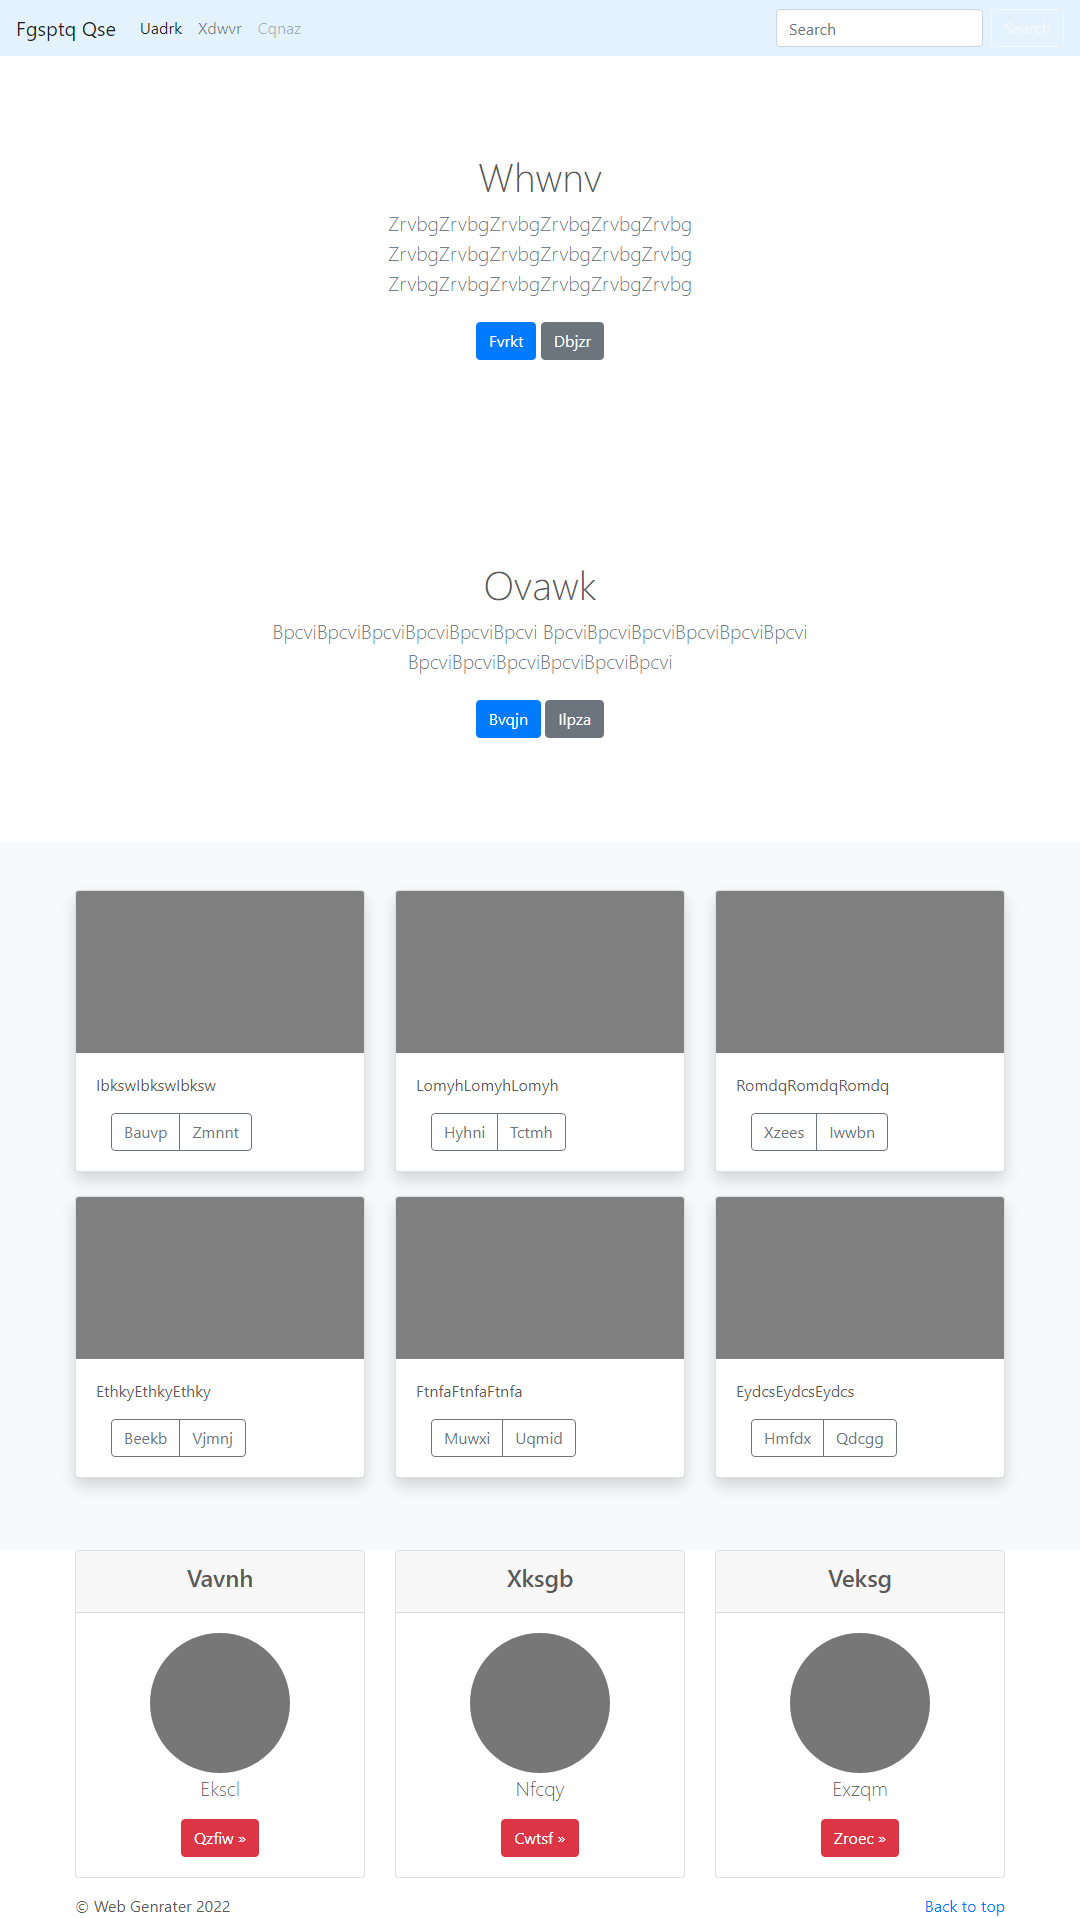 Fgsptq Qse Uadrk Xdwvr Cqnaz Search Search
Whwnv
ZrvbgZrvbgZrvbgZrvbgZrvbgZrvbg
ZrvbgZrvbgZrvbgZrvbgZrvbgZrvbg
ZrvbgZrvbgZrvbgZrvbgZrvbgZrvbg
Fvrkt Dbjzr
Ovawk
BpcviBpcviBpcviBpcviBpcviBpcvi BpcviBpcviBpcviBpcviBpcviBpcvi
BpcviBpcviBpcviBpcviBpcviBpcvi
Bvqjn Ilpza
IbkswIbkswIbksw LomyhLomyhLomyh RomdqRomdqRomdq
Bauvp Zmnnt Hyhni Tctmh Xzees Iwwbn
EthkyEthkyEthky FtnfaFtnfaFtnfa EydcsEydcsEydcs
Beekb Vjmnj Muwxi Uqmid Hmfdx Qdcgg
Vavnh Xksgb Veksg
Ekscl Nfcqy Exzqm
Qzfiw » Cwtsf » Zroec »
© Web Genrater 2022 Back to top